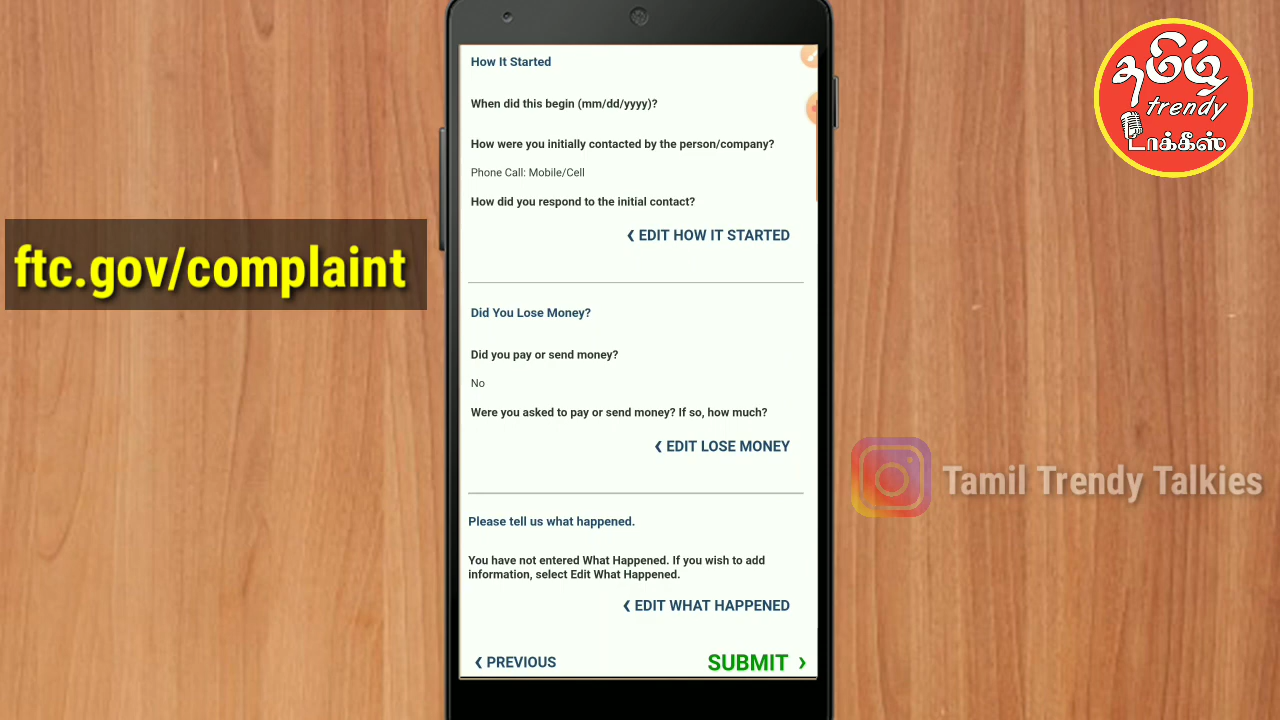 தமிழ்
trendy
டாக்கீஸ்
ftc.gov/complaint
How It Started
When did this begin (mm/dd/yyyy)?
How were you initially contacted by the person/company?
Phone Call: Mobile/Cell
How did you respond to the initial contact?
❮ EDIT HOW IT STARTED
Did You Lose Money?
Did you pay or send money?
No
Were you asked to pay or send money? If so, how much?
❮ EDIT LOSE MONEY
Tamil Trendy Talkies
Please tell us what happened.
You have not entered What Happened. If you wish to add
information, select Edit What Happened.
❮ EDIT WHAT HAPPENED
❮ PREVIOUS
SUBMIT ❯